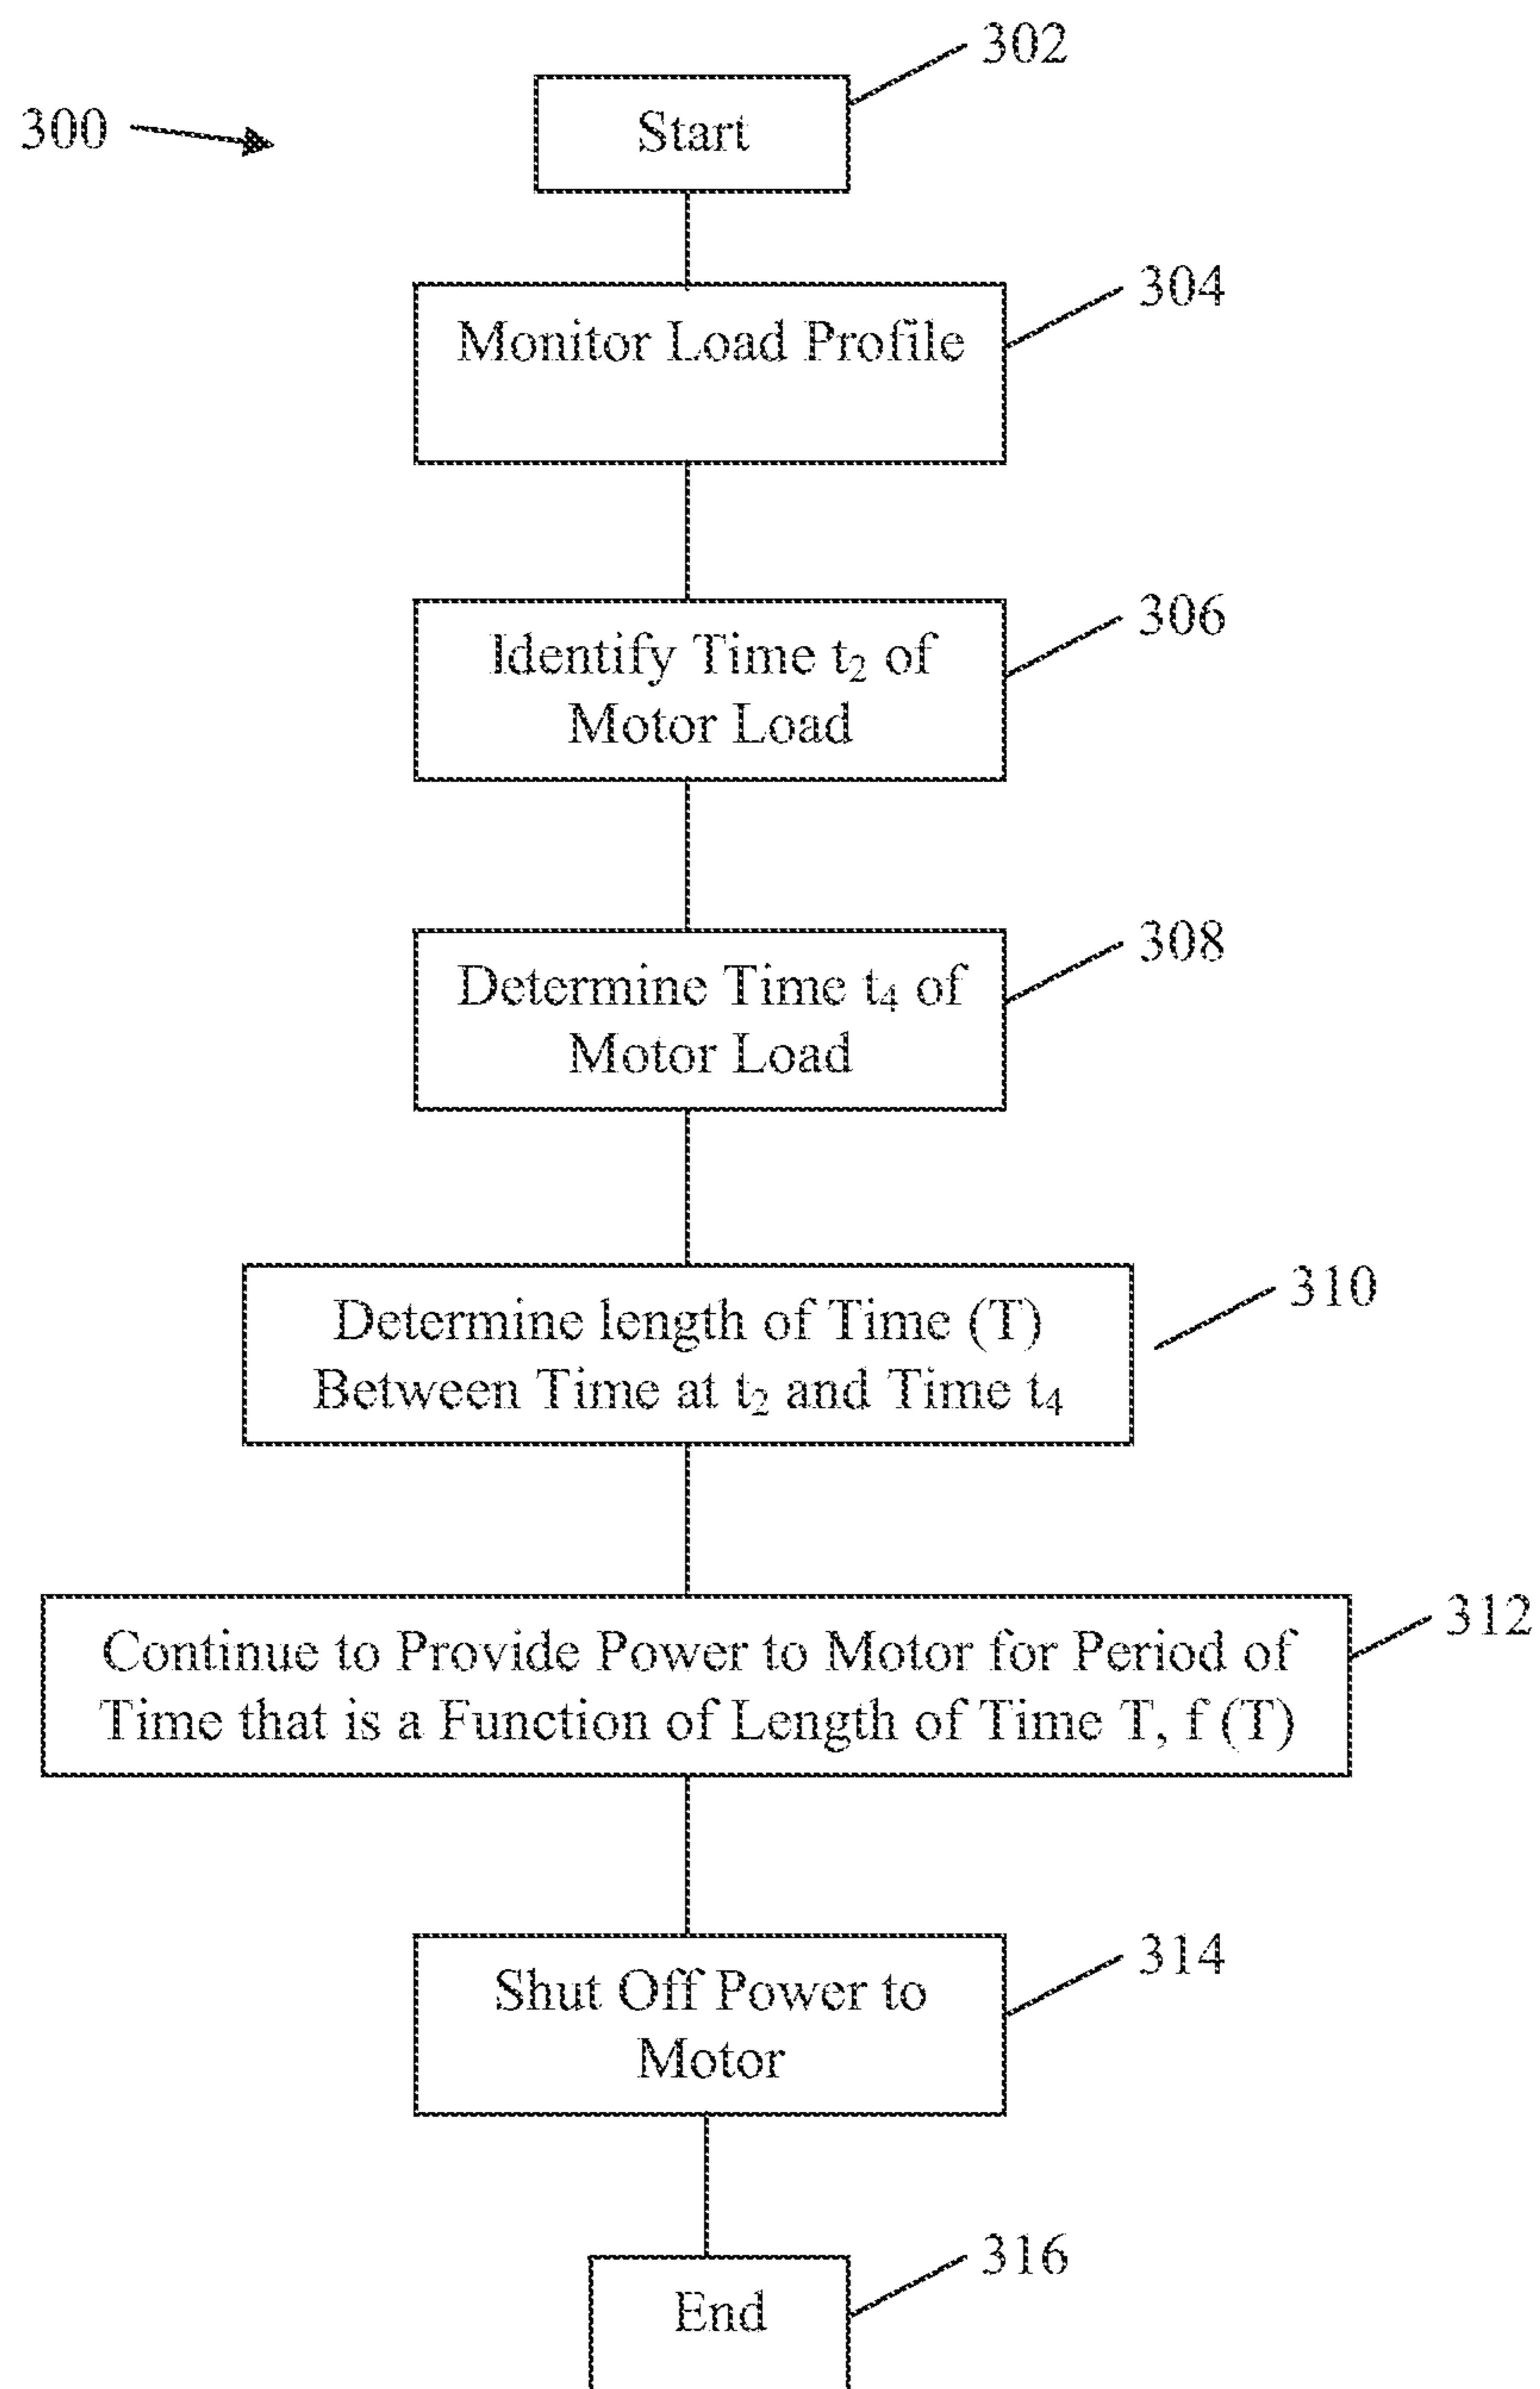 302
300
Start
304
Monitor Load Profile
306
Identify Time t₂ of
Motor Load
308
Determine Time t₄ of
Motor Load
310
Determine length of Time (T)
Between Time at t₂ and Time t₄
312
Continue to Provide Power to Motor for Period of
Time that is a Function of Length of Time T, f (T)
314
Shut Off Power to
Motor
316
End